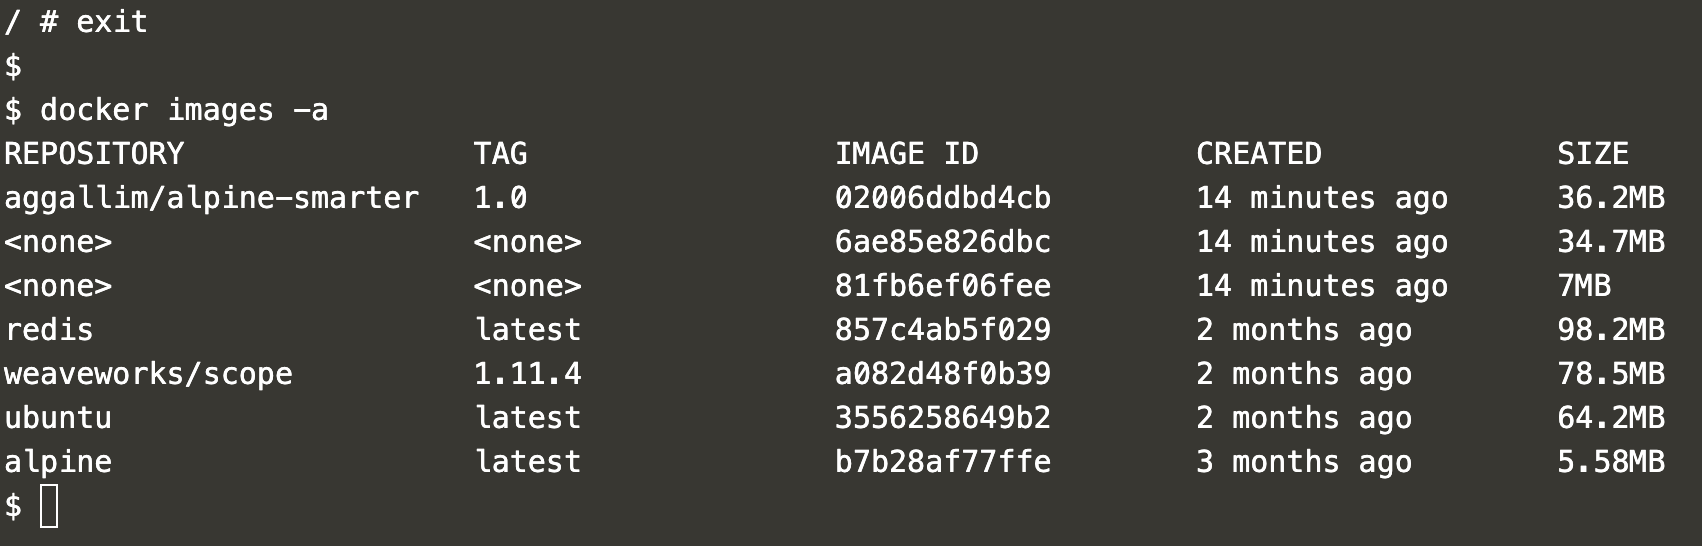 / # exit
$
$ docker images -a
REPOSITORY TAG IMAGE ID CREATED SIZE
aggallim/alpine-smarter 1.0 02006ddbd4cb 14 minutes ago 36.2MB
<none> <none> 6ae85e826dbc 14 minutes ago 34.7MB
<none> <none> 81fb6ef06fee 14 minutes ago 7MB
redis latest 857c4ab5f029 2 months ago 98.2MB
weaveworks/scope 1.11.4 a082d48f0b39 2 months ago 78.5MB
ubuntu latest 3556258649b2 2 months ago 64.2MB
alpine latest b7b28af77ffe 3 months ago 5.58MB
$